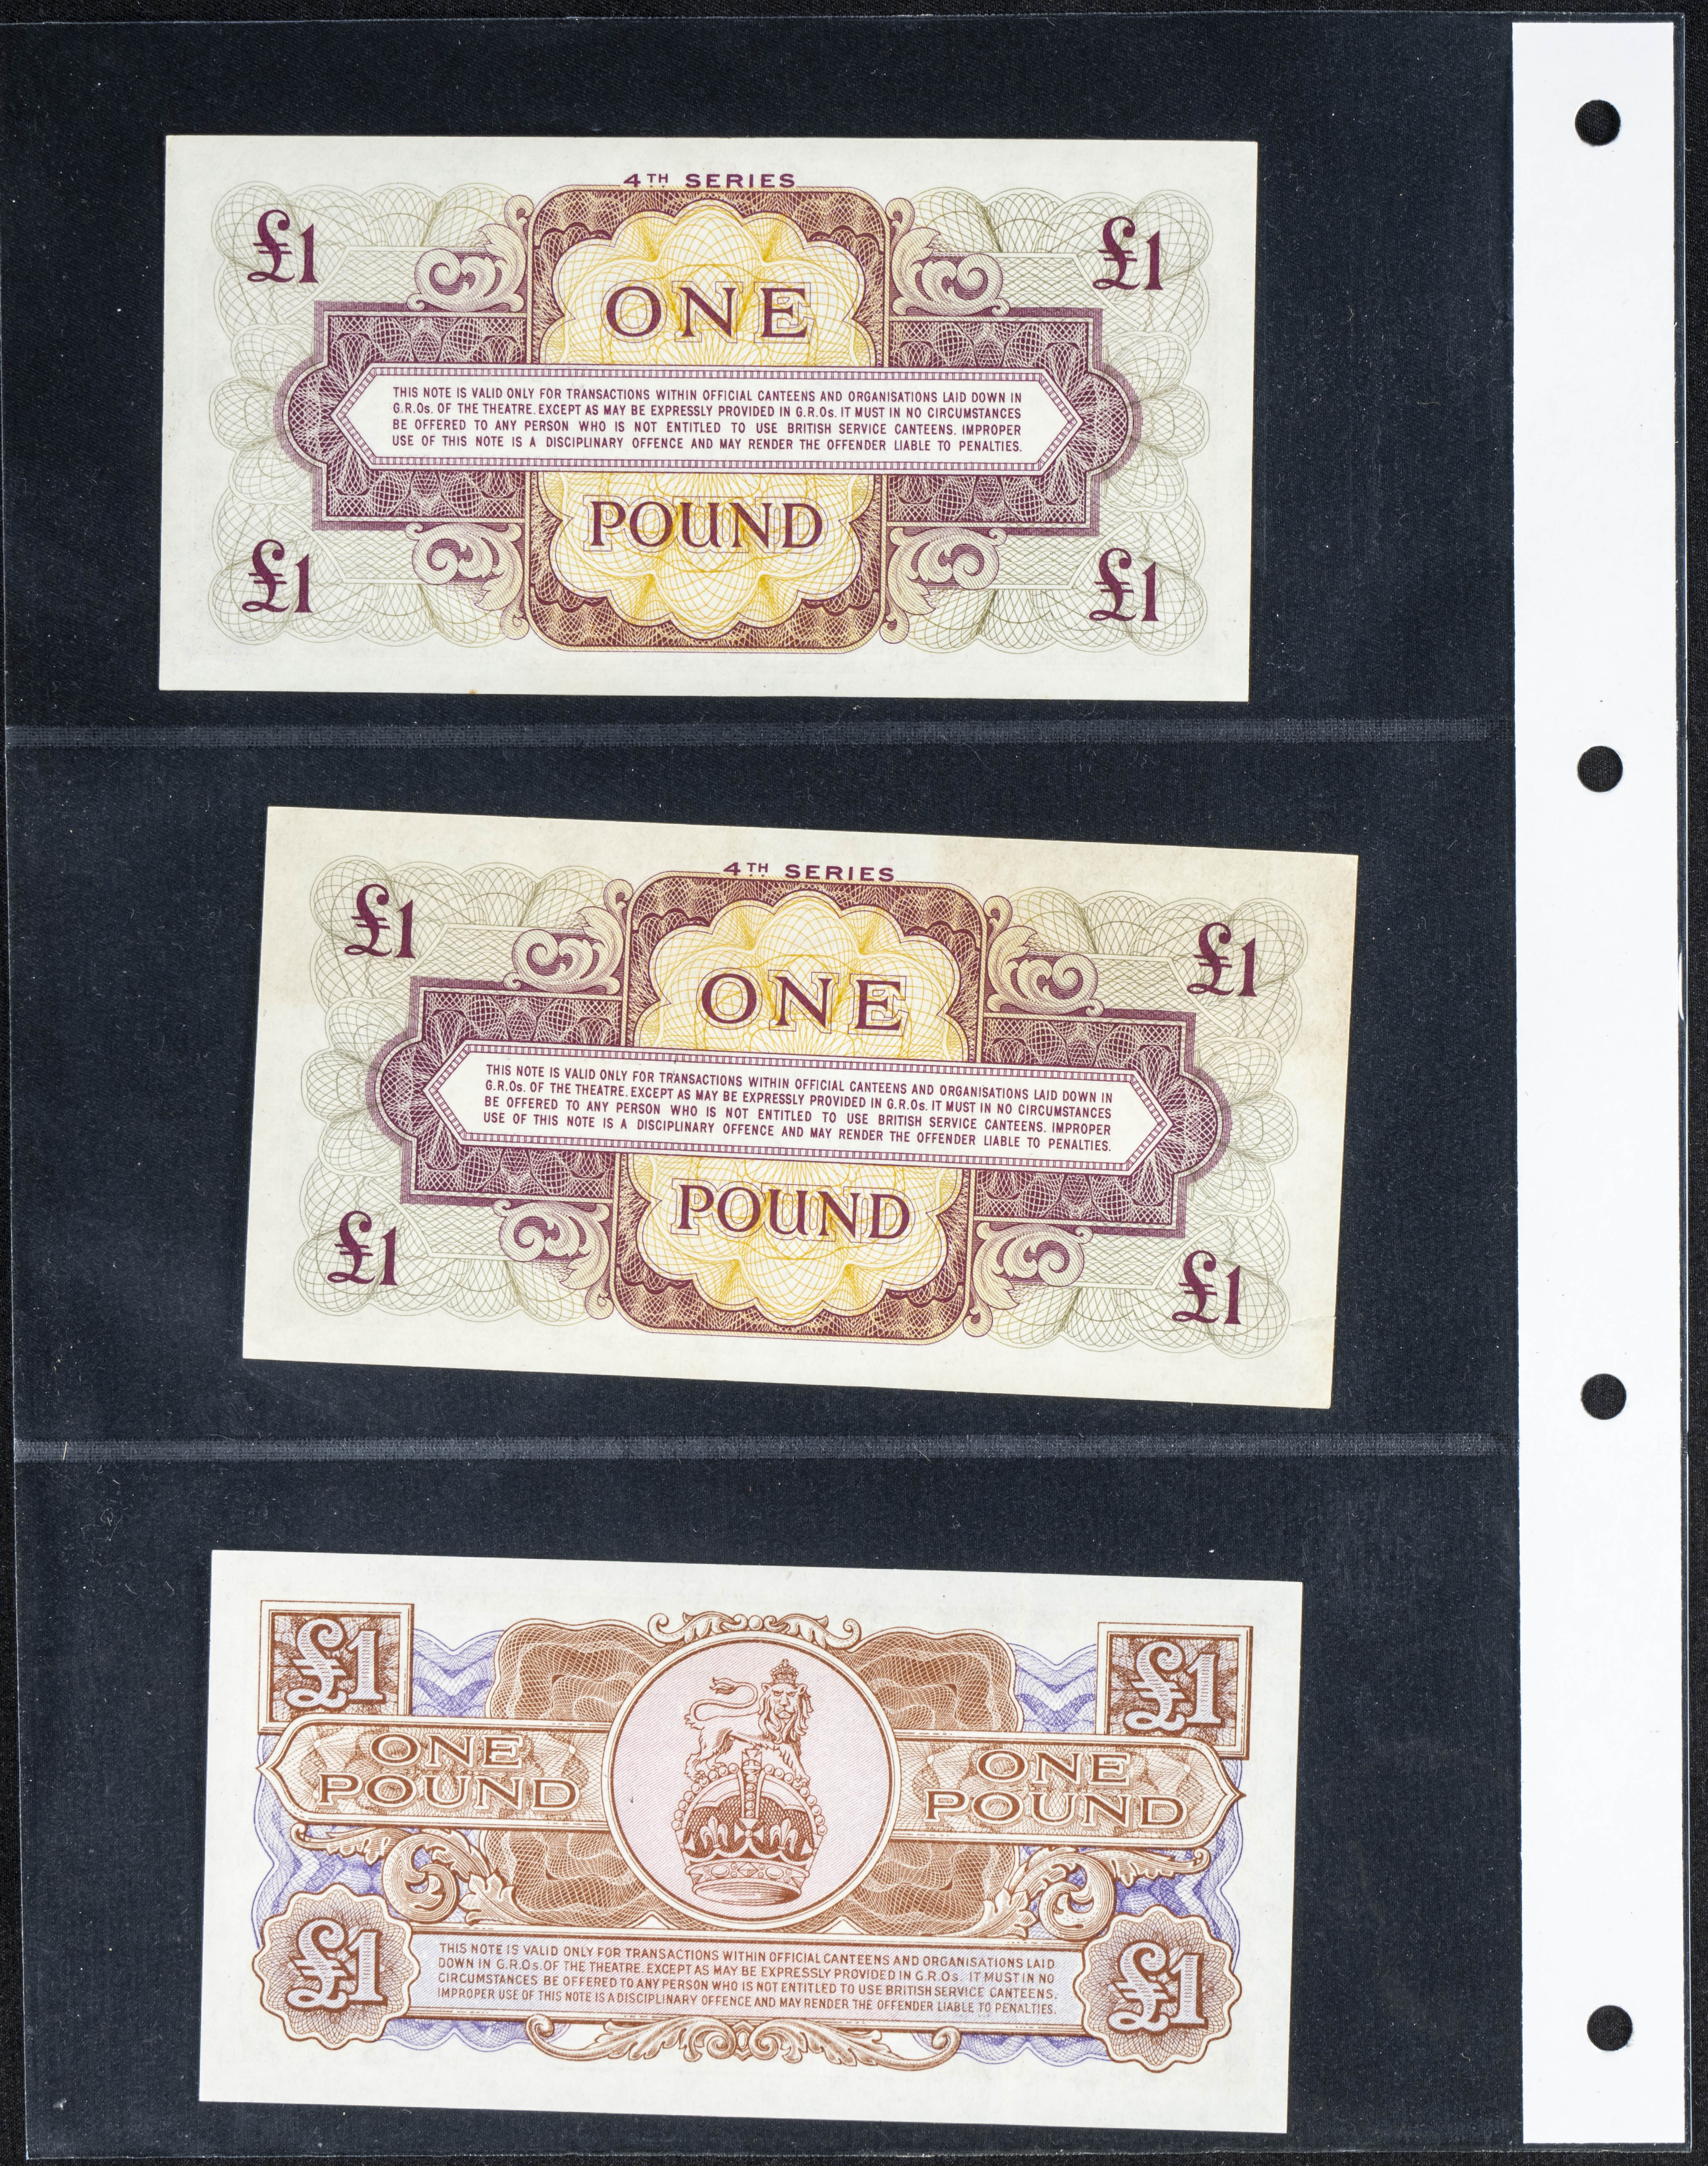 4TH SERIES
£1 £1
ONE
THIS NOTE IS VALID ONLY FOR TRANSACTIONS WITHIN OFFICIAL CANTEENS AND ORGANISATIONS LAID DOWN IN
G.R.Os. OF THE THEATRE. EXCEPT AS MAY BE EXPRESSLY PROVIDED IN G.R.Os. IT MUST IN NO CIRCUMSTANCES
BE OFFERED TO ANY PERSON WHO IS NOT ENTITLED TO USE BRITISH SERVICE CANTEENS. IMPROPER
USE OF THIS NOTE IS A DISCIPLINARY OFFENCE AND MAY RENDER THE OFFENDER LIABLE TO PENALTIES.
POUND
£1 £1
4TH SERIES
£1 £1
ONE
THIS NOTE IS VALID ONLY FOR TRANSACTIONS WITHIN OFFICIAL CANTEENS AND ORGANISATIONS LAID DOWN IN
G.R.Os. OF THE THEATRE. EXCEPT AS MAY BE EXPRESSLY PROVIDED IN G.R.Os. IT MUST IN NO CIRCUMSTANCES
BE OFFERED TO ANY PERSON WHO IS NOT ENTITLED TO USE BRITISH SERVICE CANTEENS. IMPROPER
USE OF THIS NOTE IS A DISCIPLINARY OFFENCE AND MAY RENDER THE OFFENDER LIABLE TO PENALTIES.
POUND
£1 £1
£1 £1
ONE ONE
POUND POUND
£1 £1
THIS NOTE IS VALID ONLY FOR TRANSACTIONS WITHIN OFFICIAL CANTEENS AND ORGANISATIONS LAID
DOWN IN G.R.Os. OF THE THEATRE. EXCEPT AS MAY BE EXPRESSLY PROVIDED IN G.R.Os. IT MUST IN NO
CIRCUMSTANCES BE OFFERED TO ANY PERSON WHO IS NOT ENTITLED TO USE BRITISH SERVICE CANTEENS.
IMPROPER USE OF THIS NOTE IS A DISCIPLINARY OFFENCE AND MAY RENDER THE OFFENDER LIABLE TO PENALTIES.